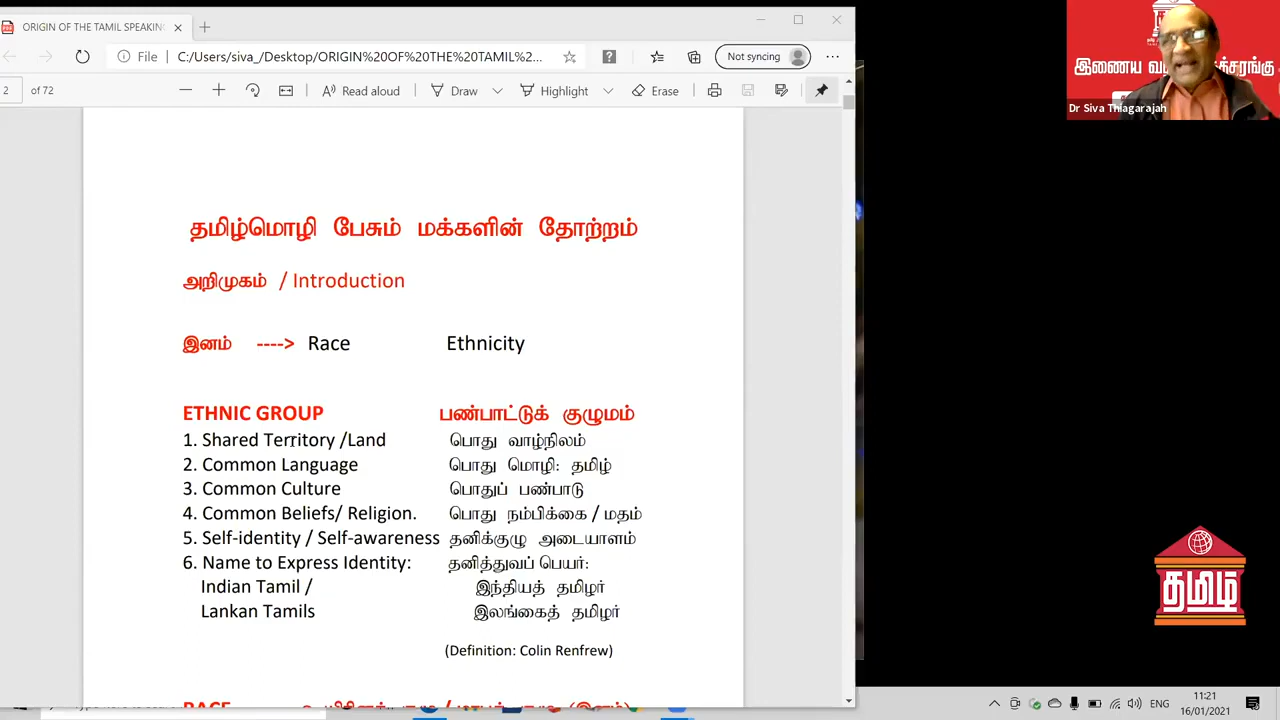 ORIGIN OF THE TAMIL SPEAKIN
File
C:/Users/siva_/Desktop/ORIGIN%20OF%20THE%20TAMIL%2...
Not syncing
2 of 72
Read aloud
Draw
Highlight
Erase
தமிழ்மொழி பேசும் மக்களின் தோற்றம்
அறிமுகம் / Introduction
இனம் ----> Race Ethnicity
ETHNIC GROUP பண்பாட்டுக் குழுமம்
1. Shared Territory /Land பொது வாழ்நிலம்
2. Common Language பொது மொழி: தமிழ்
3. Common Culture பொதுப் பண்பாடு
4. Common Beliefs/ Religion. பொது நம்பிக்கை / மதம்
5. Self-identity / Self-awareness தனிக்குழு அடையாளம்
6. Name to Express Identity: தனித்துவப் பெயர்:
Indian Tamil / இந்தியத் தமிழர்
Lankan Tamils இலங்கைத் தமிழர்
(Definition: Colin Renfrew)
RACE
இணைய
Dr Siva Thiagarajah
தமிழ்
ENG
11:21
16/01/2021